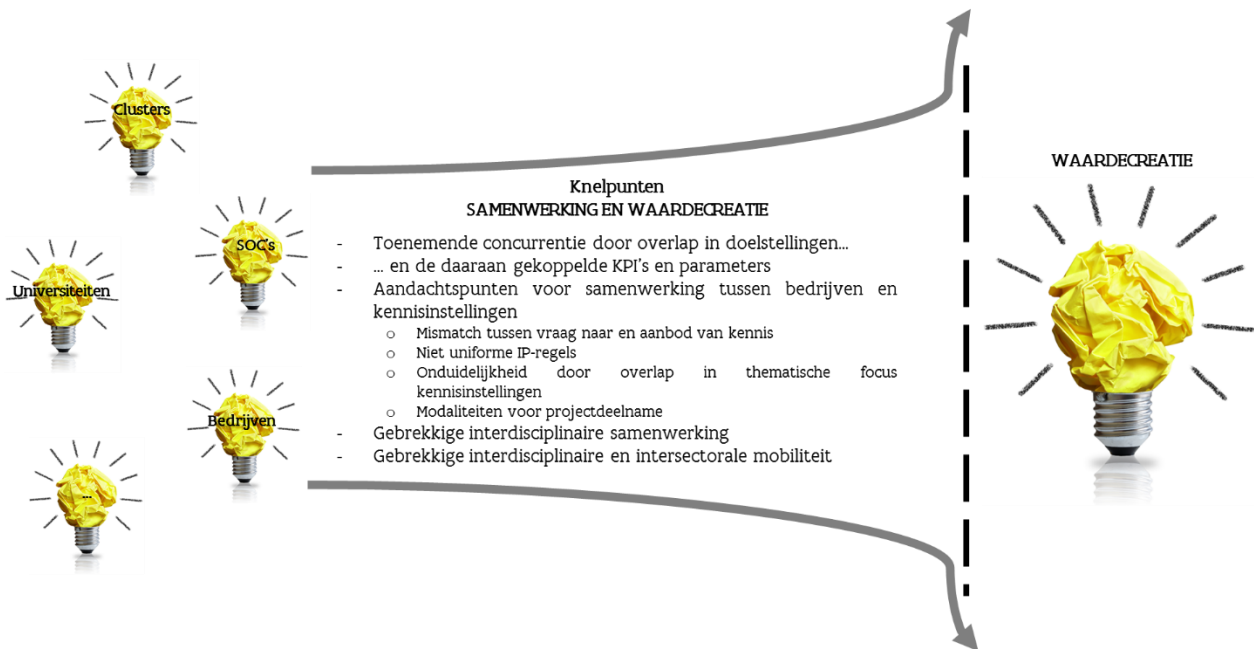 Clusters
SOC's
Universiteiten
Bedrijven
...
Knelpunten
SAMENWERKING EN WAARDECREATIE
- Toenemende concurrentie door overlap in doelstellingen...
- ... en de daaraan gekoppelde KPI's en parameters
- Aandachtspunten voor samenwerking tussen bedrijven en
kennisinstellingen
o Mismatch tussen vraag naar en aanbod van kennis
o Niet uniforme IP-regels
o Onduidelijkheid door overlap in thematische focus
kennisinstellingen
o Modaliteiten voor projectdeelname
- Gebrekkige interdisciplinaire samenwerking
- Gebrekkige interdisciplinaire en intersectorale mobiliteit
WAARDECREATIE